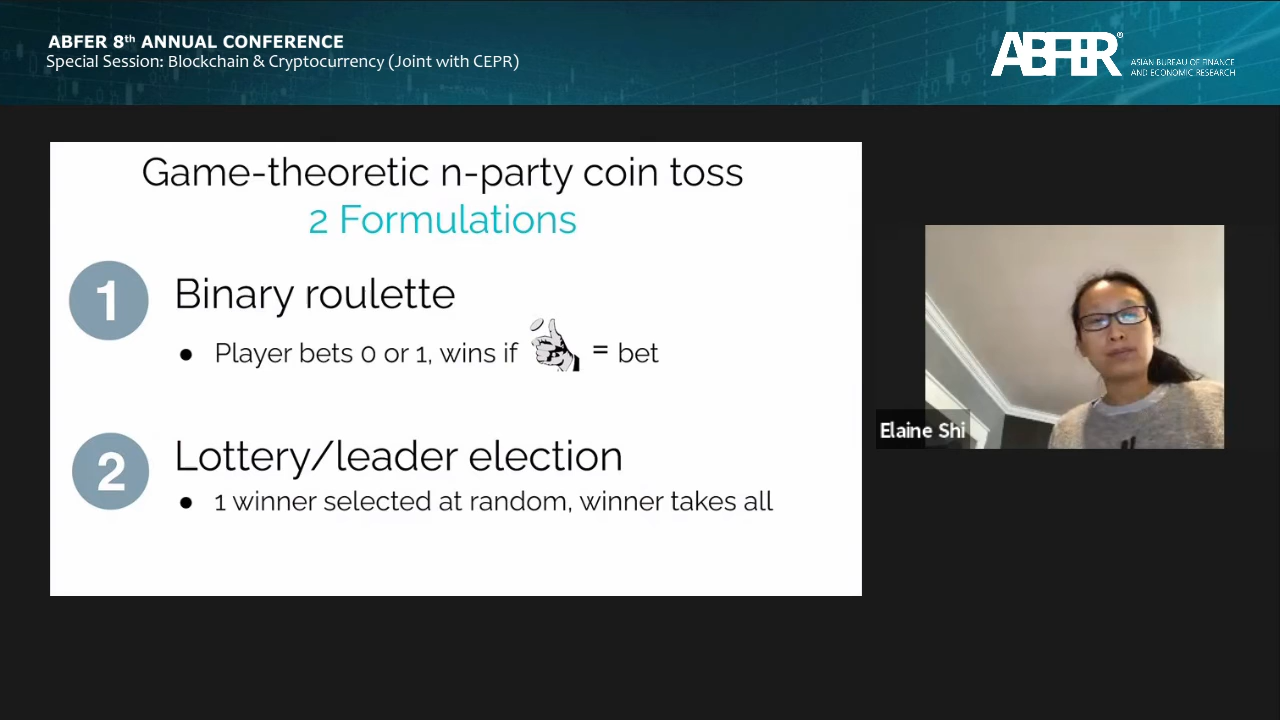 ABFER 8th ANNUAL CONFERENCE
Special Session: Blockchain & Cryptocurrency (Joint with CEPR)
ABFER®
ASIAN BUREAU OF FINANCE
AND ECONOMIC RESEARCH
Game-theoretic n-party coin toss
2 Formulations
1 Binary roulette
● Player bets 0 or 1, wins if = bet
2 Lottery/leader election
● 1 winner selected at random, winner takes all
Elaine Shi